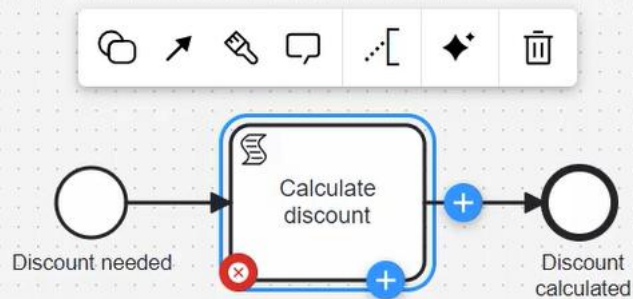 Calculate
discount
Discount needed
Discount
calculated